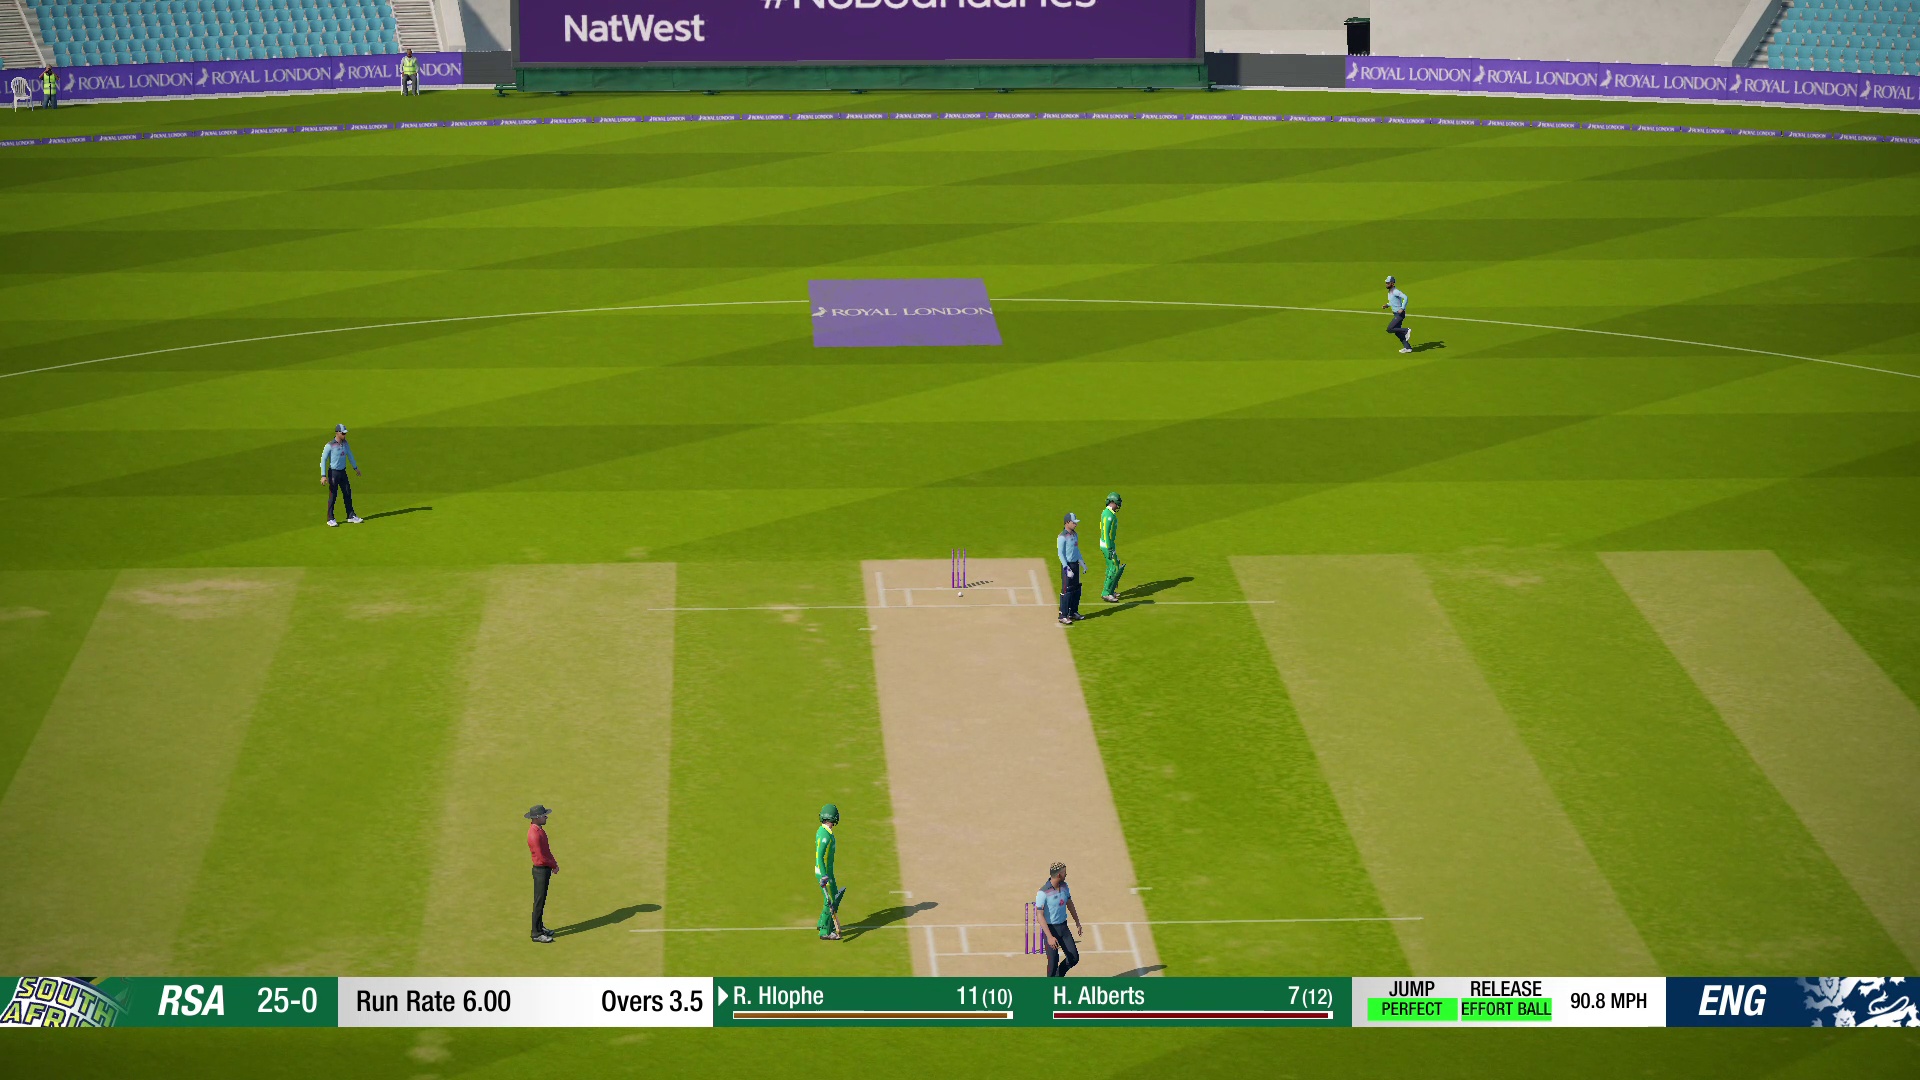 #NoBoundaries
NatWest
ROYAL LONDON ROYAL LONDON ROYAL LONDON
ROYAL LONDON ROYAL LONDON ROYAL LONDON ROYAL LONDON ROYAL
ROYAL LONDON
SOUTH AFRICA RSA 25-0 Run Rate 6.00 Overs 3.5 R. Hlophe 11 (10) H. Alberts 7 (12) JUMP PERFECT RELEASE EFFORT BALL 90.8 MPH ENG